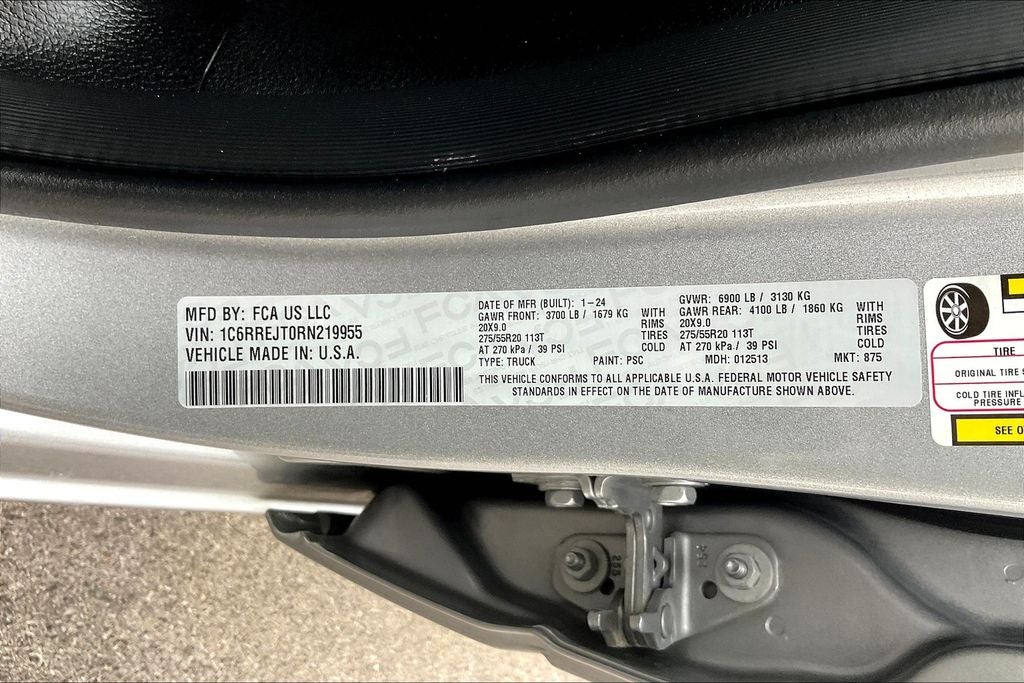 MFD BY: FCA US LLC
VIN: 1C6RREJT0RN219955
VEHICLE MADE IN: U.S.A.
DATE OF MFR (BUILT): 1-24
GAWR FRONT: 3700 LB / 1679 KG WITH
20X9.0 RIMS
275/55R20 113T TIRES
AT 270 kPa / 39 PSI COLD
TYPE: TRUCK PAINT: PSC
GVWR: 6900 LB / 3130 KG
GAWR REAR: 4100 LB / 1860 KG WITH
20X9.0 RIMS
275/55R20 113T TIRES
AT 270 kPa / 39 PSI COLD
MDH: 012513 MKT: 875
THIS VEHICLE CONFORMS TO ALL APPLICABLE U.S.A. FEDERAL MOTOR VEHICLE SAFETY
STANDARDS IN EFFECT ON THE DATE OF MANUFACTURE SHOWN ABOVE.
TIRE
ORIGINAL TIRE S
COLD TIRE INFL
PRESSURE
SEE O